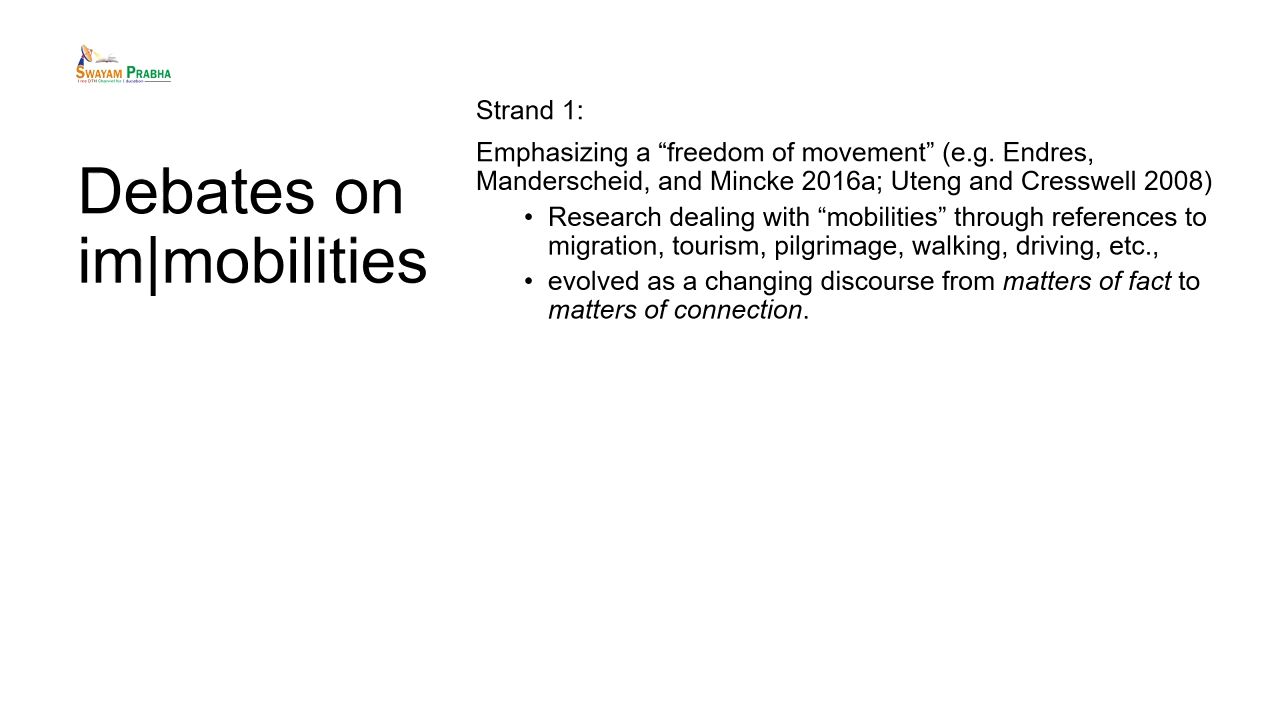 SWAYAM PRABHA
Debates on
im|mobilities
Strand 1:
Emphasizing a “freedom of movement” (e.g. Endres,
Manderscheid, and Mincke 2016a; Uteng and Cresswell 2008)
• Research dealing with “mobilities” through references to
migration, tourism, pilgrimage, walking, driving, etc.,
• evolved as a changing discourse from matters of fact to
matters of connection.